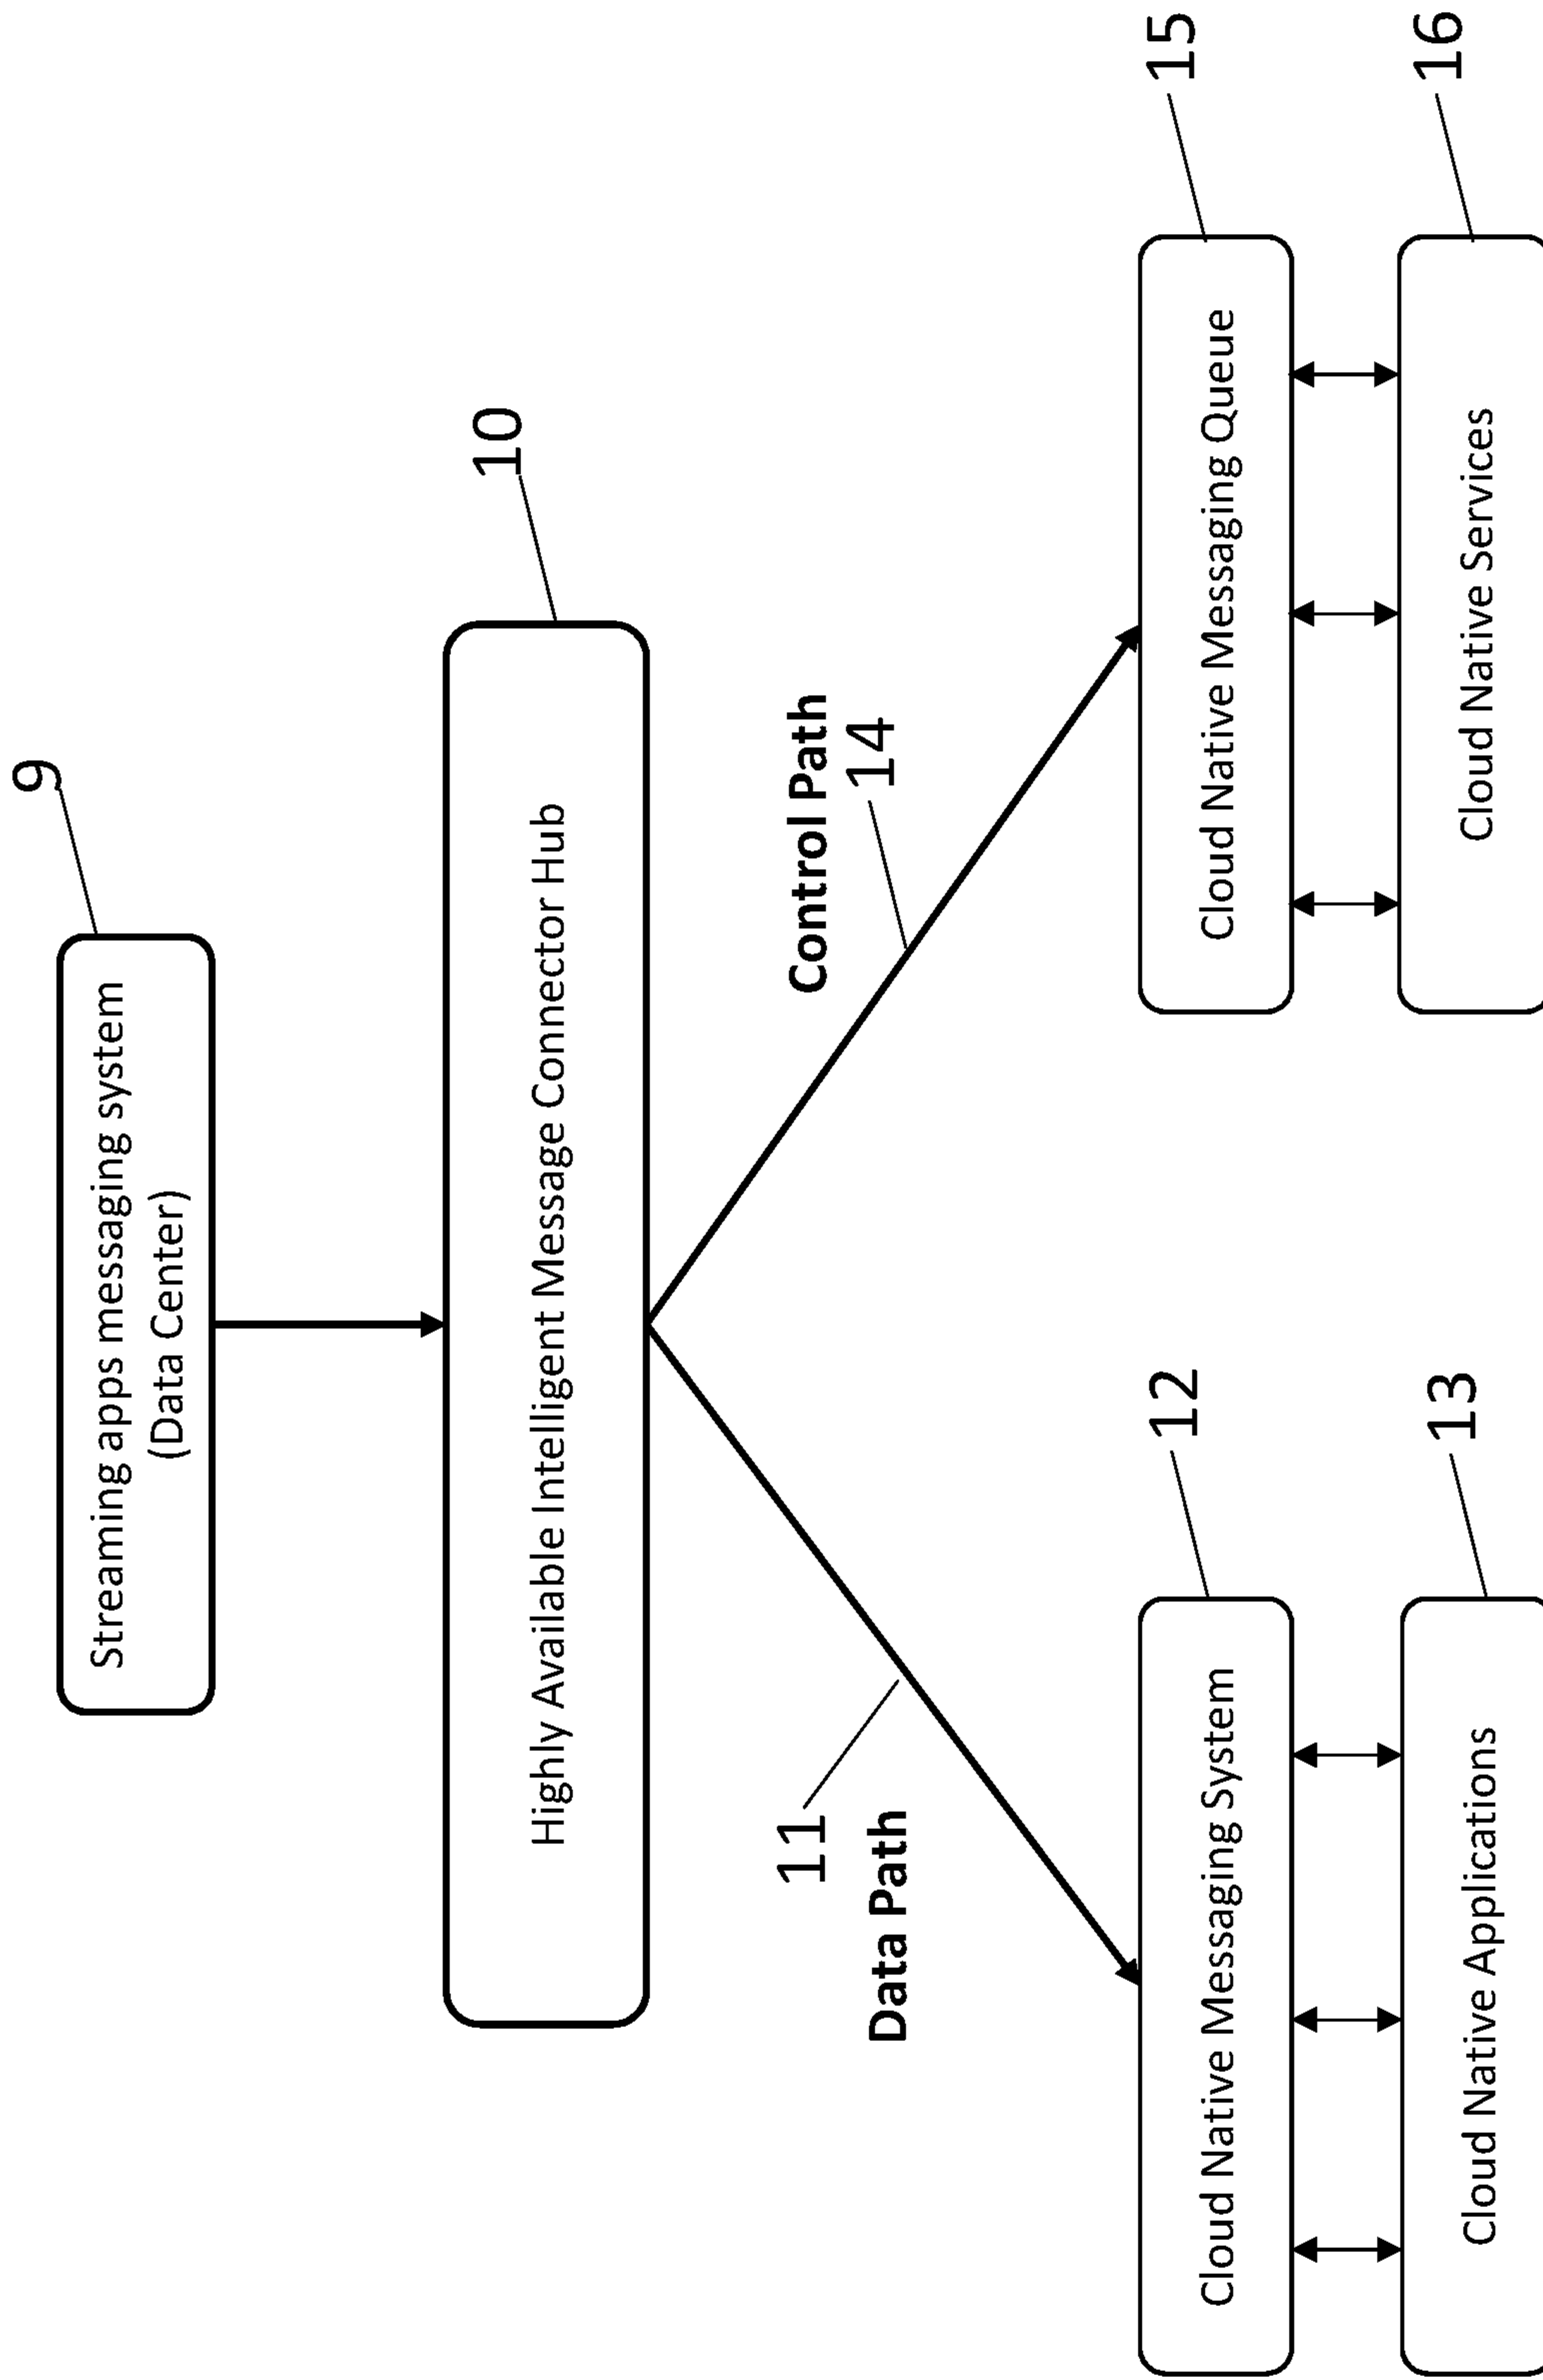 9
Streaming apps messaging system
(Data Center)
10
Highly Available Intelligent Message Connector Hub
11
Data Path
Control Path
14
12
Cloud Native Messaging System
15
Cloud Native Messaging Queue
13
Cloud Native Applications
16
Cloud Native Services